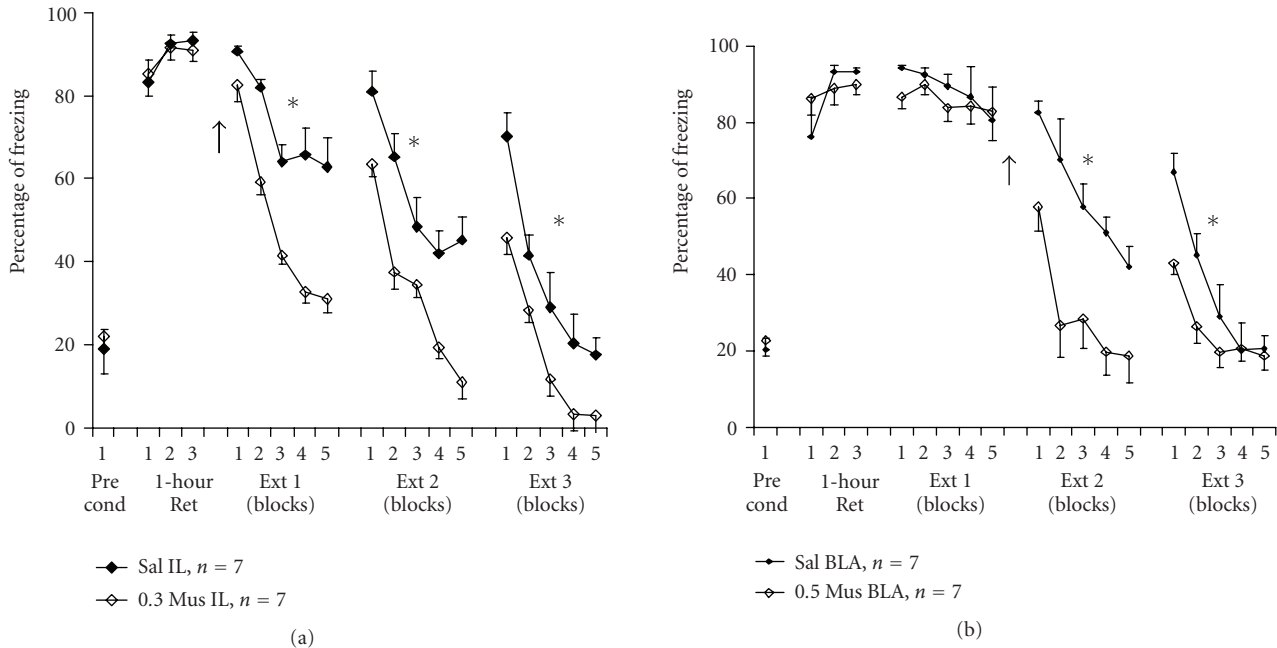 100
80
60
40
20
0
Percentage of freezing
1 1 2 3 1 2 3 4 5 1 2 3 4 5 1 2 3 4 5
Pre cond
1-hour Ret
Ext 1 (blocks)
Ext 2 (blocks)
Ext 3 (blocks)
*
*
*
Sal IL, n = 7
0.3 Mus IL, n = 7
(a)
100
80
60
40
20
0
Percentage of freezing
1 1 2 3 1 2 3 4 5 1 2 3 4 5 1 2 3 4 5
Pre cond
1-hour Ret
Ext 1 (blocks)
Ext 2 (blocks)
Ext 3 (blocks)
*
*
Sal BLA, n = 7
0.5 Mus BLA, n = 7
(b)